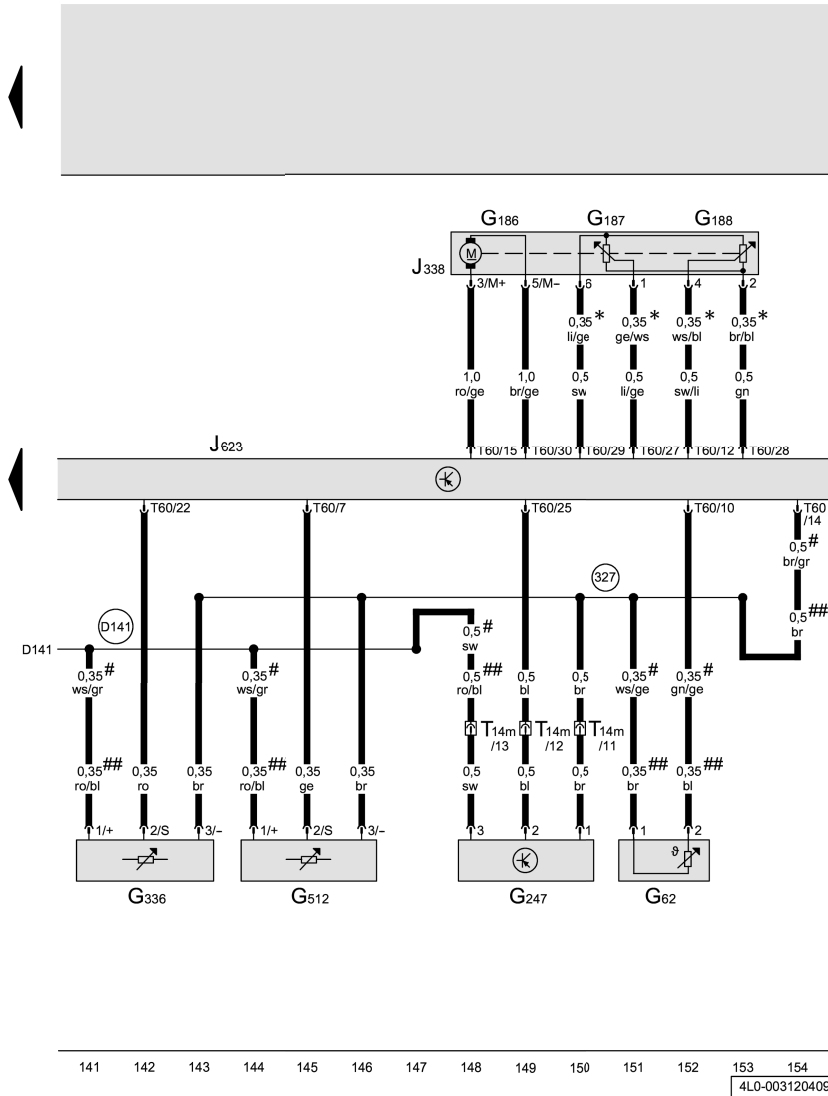 G186 G187 G188
J338
3/M+ 5/M− 6 1 4 2
0,35* 0,35* 0,35* 0,35*
li/ge ge/ws ws/bl br/bl
1,0 1,0 0,5 0,5 0,5 0,5
ro/ge br/ge sw li/ge sw/li gn
J623
T60/15 T60/30 T60/29 T60/27 T60/12 T60/28
T60/22 T60/7 T60/25 T60/10 T60
/14
0,5#
br/gr
327
D141
0,5# 0,5##
sw br
D141
0,35# 0,35# 0,5## 0,5 0,5 0,35# 0,35#
ws/gr ws/gr ro/bl bl br ws/ge gn/ge
T14m T14m T14m
/13 /12 /11
0,35## 0,35 0,35 0,35## 0,35 0,35 0,5 0,5 0,5 0,35## 0,35##
ro/bl ro br ro/bl ge br sw bl br br bl
1/+ 2/S 3/− 1/+ 2/S 3/− 3 2 1 1 2
ϑ
G336 G512 G247 G62
141 142 143 144 145 146 147 148 149 150 151 152 153 154
4L0-003120409
M